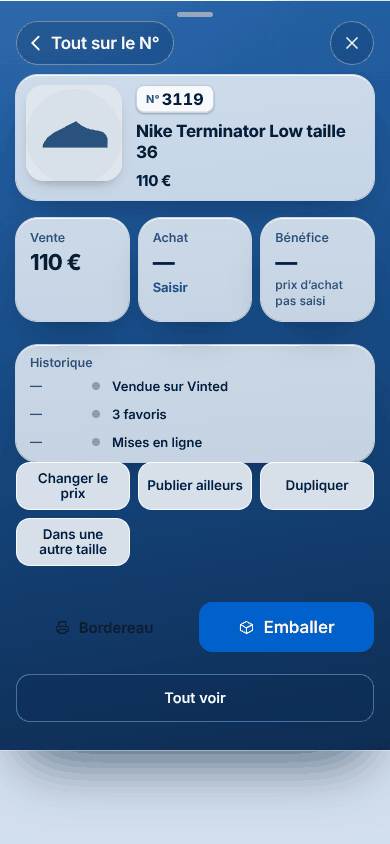 Tout sur le N°
N° 3119
Nike Terminator Low taille
36
110 €
Vente
110 €
Achat
—
Saisir
Bénéfice
—
prix d’achat
pas saisi
Historique
— Vendue sur Vinted
— 3 favoris
— Mises en ligne
Changer le
prix
Publier ailleurs
Dupliquer
Dans une
autre taille
Bordereau
Emballer
Tout voir